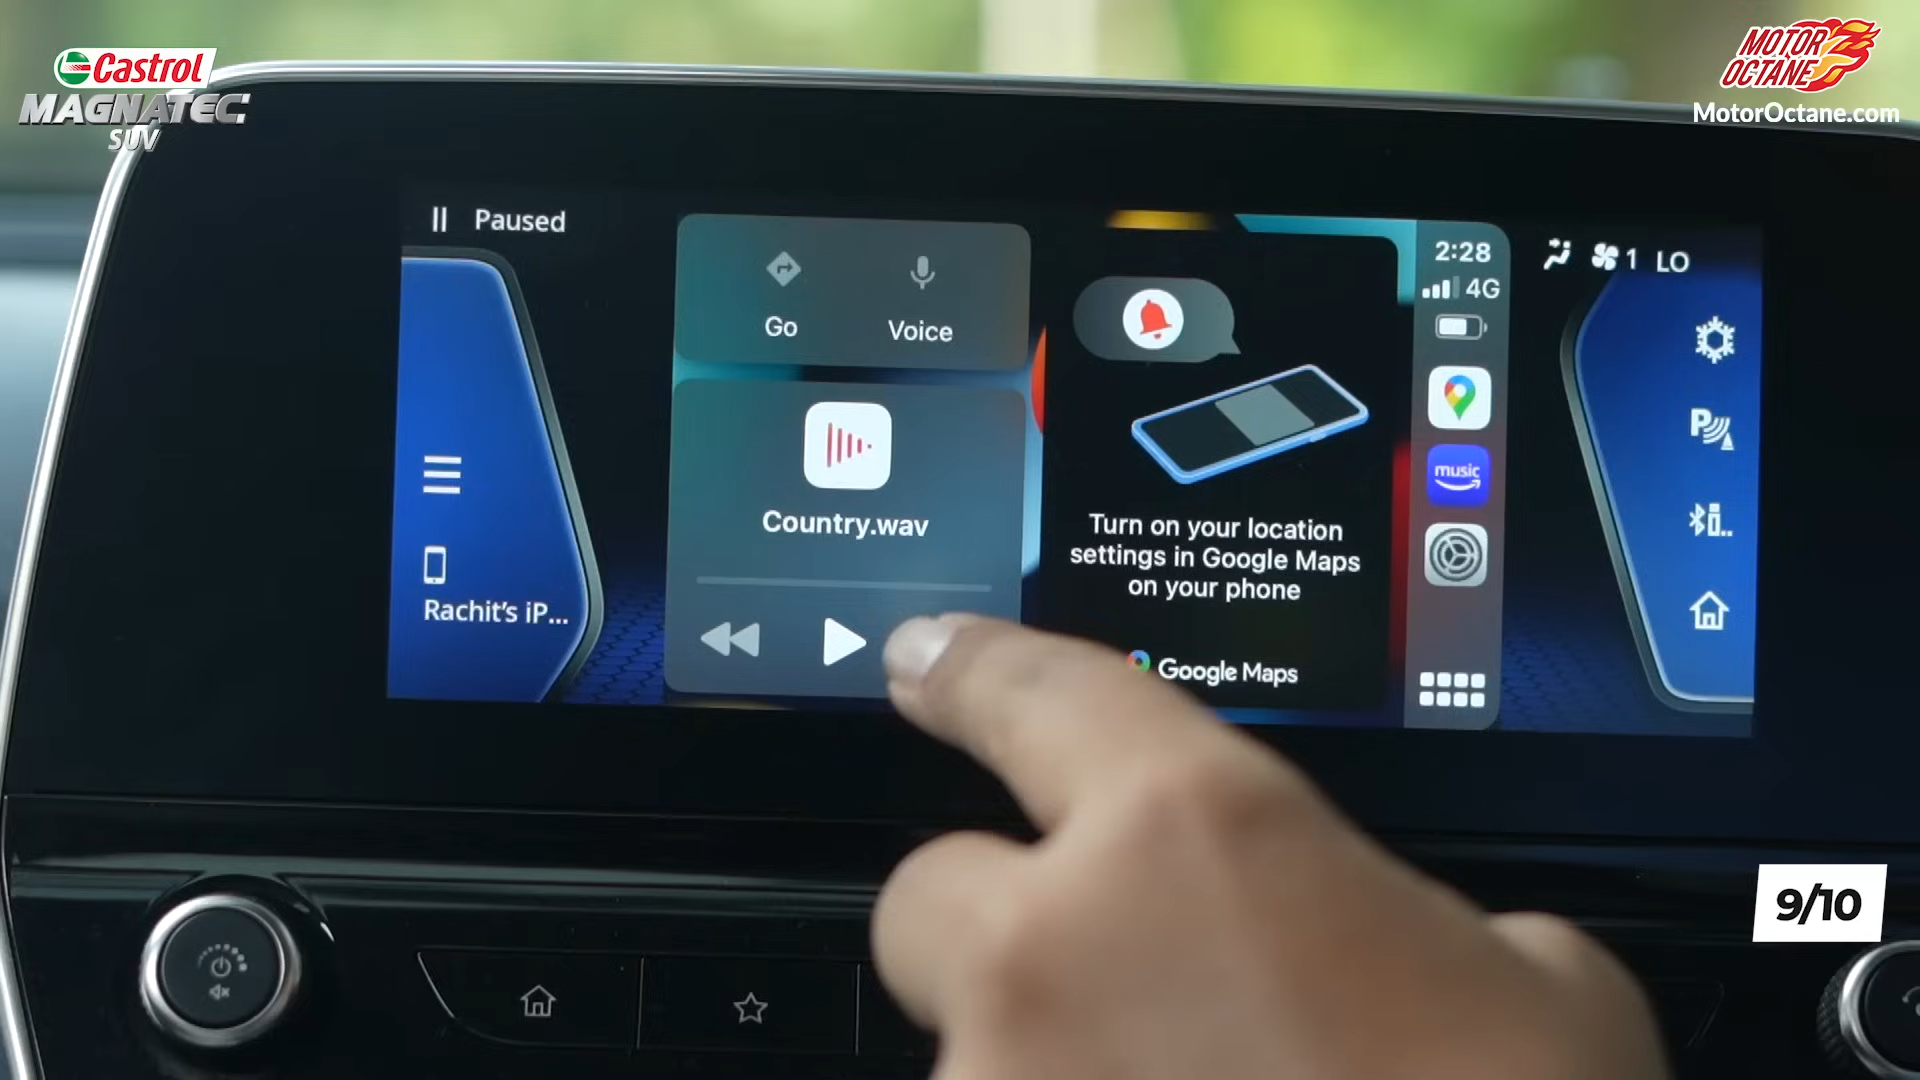 Castrol
MAGNATEC
SUV
MOTOR
OCTANE
MotorOctane.com
Paused
Go
Voice
2:28
4G
1 LO
Country.wav
music
Turn on your location
settings in Google Maps
on your phone
Rachit's iP...
Google Maps
P
9/10